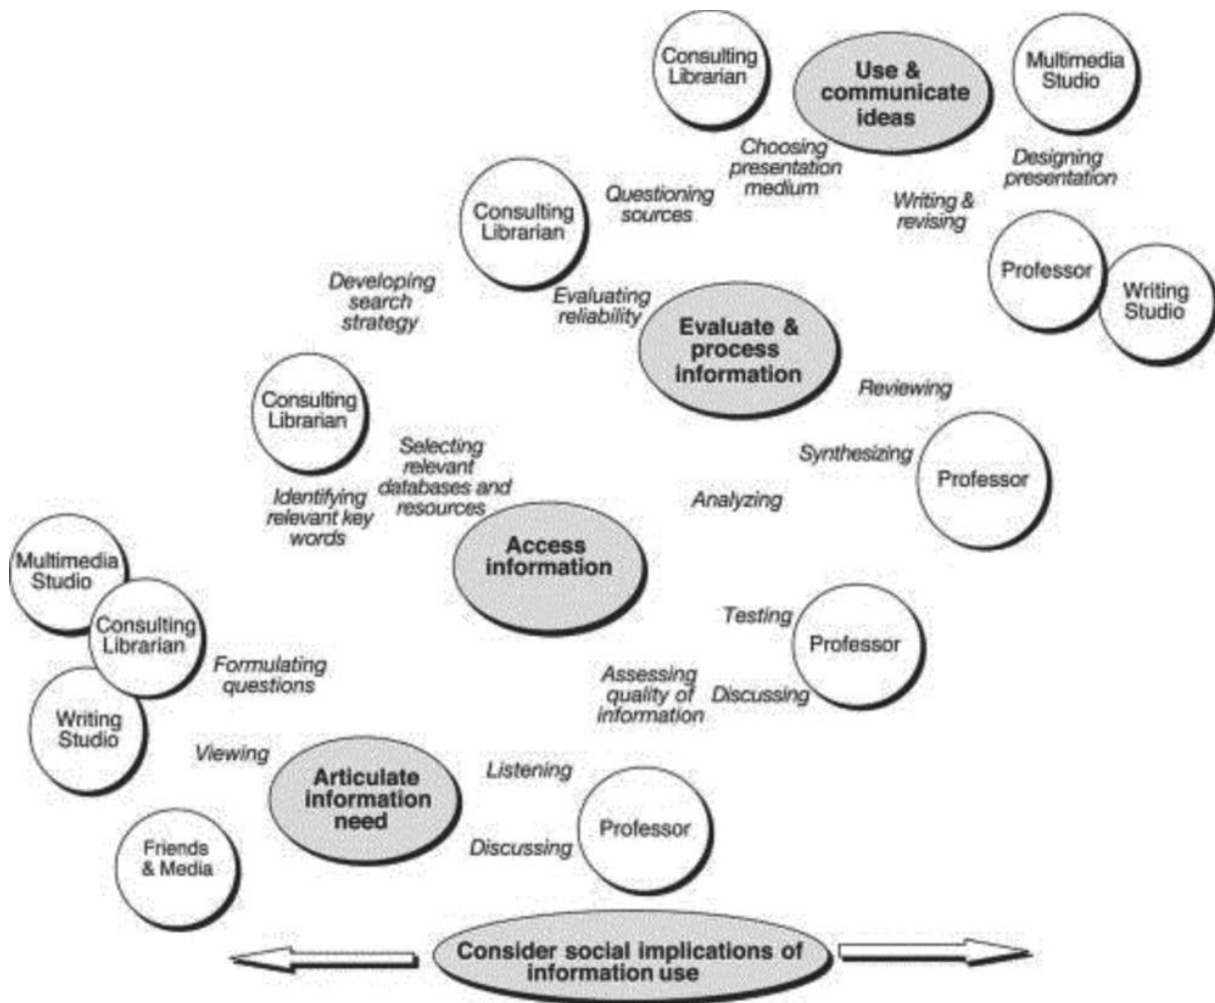 Consulting
Librarian
Use &
communicate
ideas
Multimedia
Studio
Choosing
presentation
medium
Designing
presentation
Consulting
Librarian
Questioning
sources
Writing &
revising
Professor
Writing
Studio
Developing
search
strategy
Evaluating
reliability
Evaluate &
process
information
Reviewing
Consulting
Librarian
Selecting
relevant
databases and
resources
Synthesizing
Professor
Identifying
relevant key
words
Analyzing
Access
information
Multimedia
Studio
Consulting
Librarian
Formulating
questions
Writing
Studio
Testing
Professor
Assessing
quality of
information
Discussing
Viewing
Articulate
information
need
Listening
Discussing
Professor
Friends
& Media
Consider social implications of
information use